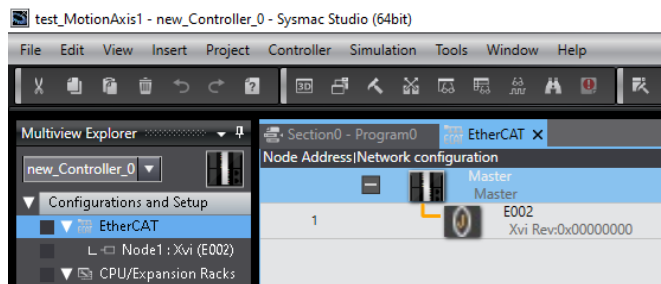 test_MotionAxis1 - new_Controller_0 - Sysmac Studio (64bit)
File Edit View Insert Project Controller Simulation Tools Window Help
3D
Multiview Explorer
Section0 - Program0
EtherCAT
new_Controller_0
Node Address|Network configuration
Master
Master
Configurations and Setup
EtherCAT
1
E002
Xvi Rev:0x00000000
Node1 : Xvi (E002)
CPU/Expansion Racks